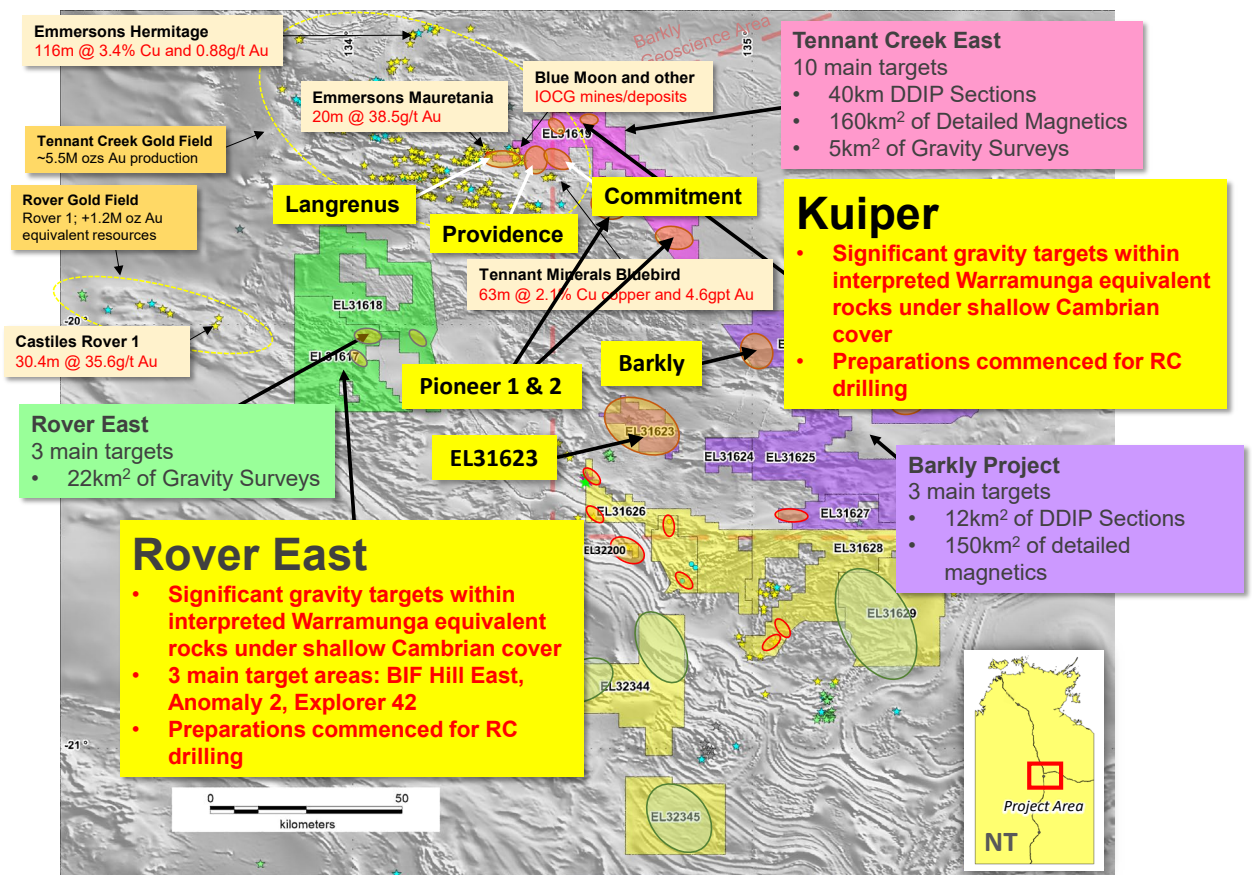 Emmersons Hermitage
116m @ 3.4% Cu and 0.88g/t Au
134 °
Barkly
Geoscience Area
135 °
Tennant Creek East
10 main targets
• 40km DDIP Sections
• 160km² of Detailed Magnetics
• 5km² of Gravity Surveys
Blue Moon and other
IOCG mines/deposits
Emmersons Mauretania
20m @ 38.5g/t Au
EL31619
Tennant Creek Gold Field
~5.5M ozs Au production
Rover Gold Field
Rover 1; +1.2M oz Au
equivalent resources
Langrenus
Commitment
Providence
Kuiper
• Significant gravity targets within
interpreted Warramunga equivalent
rocks under shallow Cambrian
cover
• Preparations commenced for RC
drilling
Tennant Minerals Bluebird
63m @ 2.1% Cu copper and 4.6gpt Au
EL31618
-20 °
Castiles Rover 1
30.4m @ 35.6g/t Au
EL31617
Barkly
Pioneer 1 & 2
Rover East
3 main targets
• 22km² of Gravity Surveys
EL31623
EL31623
EL31624
EL31625
Barkly Project
3 main targets
• 12km² of DDIP Sections
• 150km² of detailed
magnetics
EL31626
EL31627
EL32200
EL31628
Rover East
• Significant gravity targets within
interpreted Warramunga equivalent
rocks under shallow Cambrian cover
• 3 main target areas: BIF Hill East,
Anomaly 2, Explorer 42
• Preparations commenced for RC
drilling
EL31629
EL32344
-21 °
0 50
kilometers
EL32345
Project Area
NT